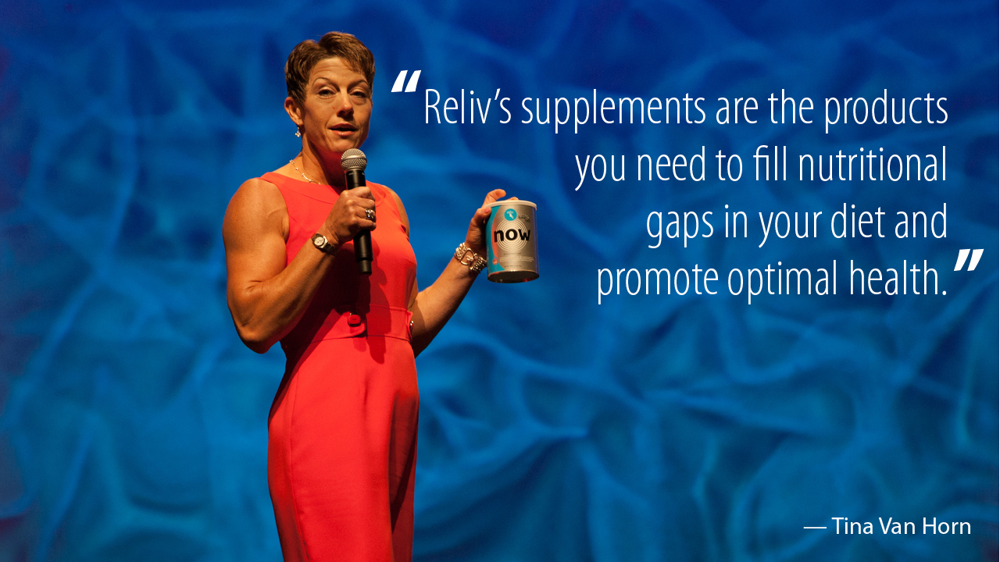 “Reliv’s supplements are the products
you need to fill nutritional
gaps in your diet and
promote optimal health.”
now
— Tina Van Horn